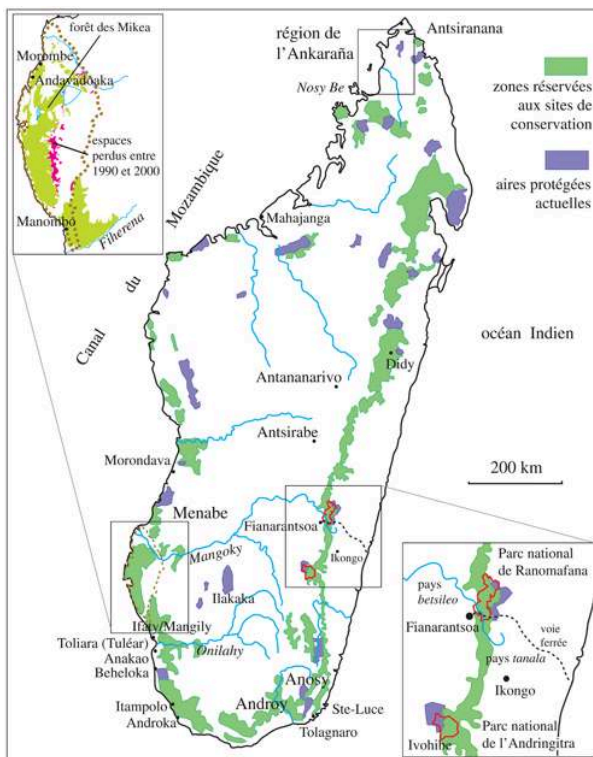 forêt des Mikea
Morombe
Andavadoaka
espaces
perdus entre
1990 et 2000
Manombo
Fiherena
région de
l'Ankaraña
Antsiranana
Nosy Be
zones réservées
aux sites de
conservation
aires protégées
actuelles
Canal du Mozambique
Mahajanga
océan Indien
Didy
Antananarivo
Antsirabe
Morondava
200 km
Menabe
Fianarantsoa
Mangoky
Ikongo
Ilakaka
Ifaty/Mangily
Toliara (Tuléar)
Onilahy
Anakao
Beheloka
Anosy
Androy
Itampolo
Androka
Ste-Luce
Tolagnaro
Parc national
de Ranomafana
pays
betsileo
Fianarantsoa
voie
ferrée
pays tanala
Ikongo
Ivohibe
Parc national
de l'Andringitra